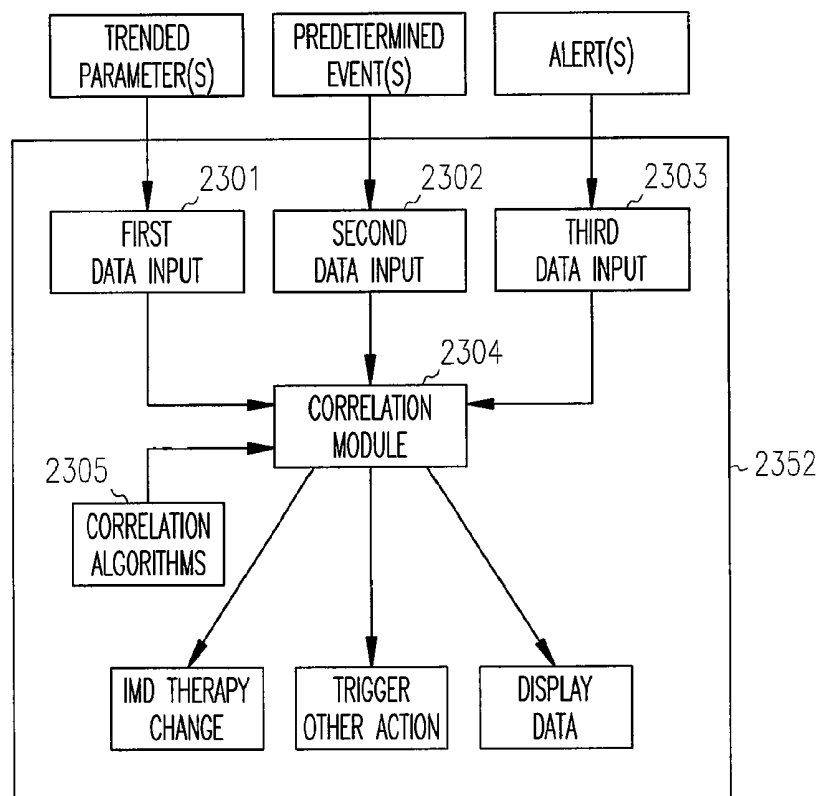 TRENDED
PARAMETER(S)
PREDETERMINED
EVENT(S)
ALERT(S)
2301
2302
2303
FIRST
DATA INPUT
SECOND
DATA INPUT
THIRD
DATA INPUT
2304
CORRELATION
MODULE
2305
CORRELATION
ALGORITHMS
2352
IMD THERAPY
CHANGE
TRIGGER
OTHER ACTION
DISPLAY
DATA